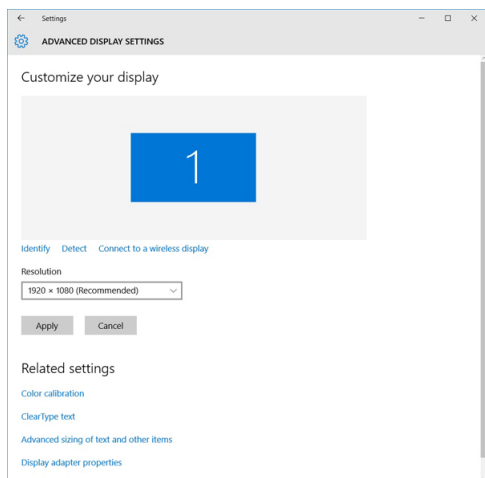 Settings
ADVANCED DISPLAY SETTINGS
Customize your display
1
Identify Detect Connect to a wireless display
Resolution
1920 × 1080 (Recommended)
Apply Cancel
Related settings
Color calibration
ClearType text
Advanced sizing of text and other items
Display adapter properties